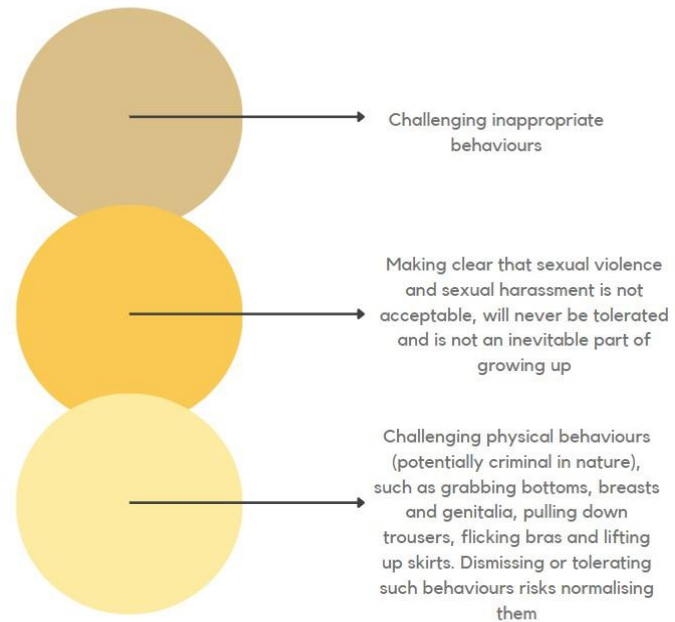 Challenging inappropriate
behaviours
Making clear that sexual violence
and sexual harassment is not
acceptable, will never be tolerated
and is not an inevitable part of
growing up
Challenging physical behaviours
(potentially criminal in nature),
such as grabbing bottoms, breasts
and genitalia, pulling down
trousers, flicking bras and lifting
up skirts. Dismissing or tolerating
such behaviours risks normalising
them